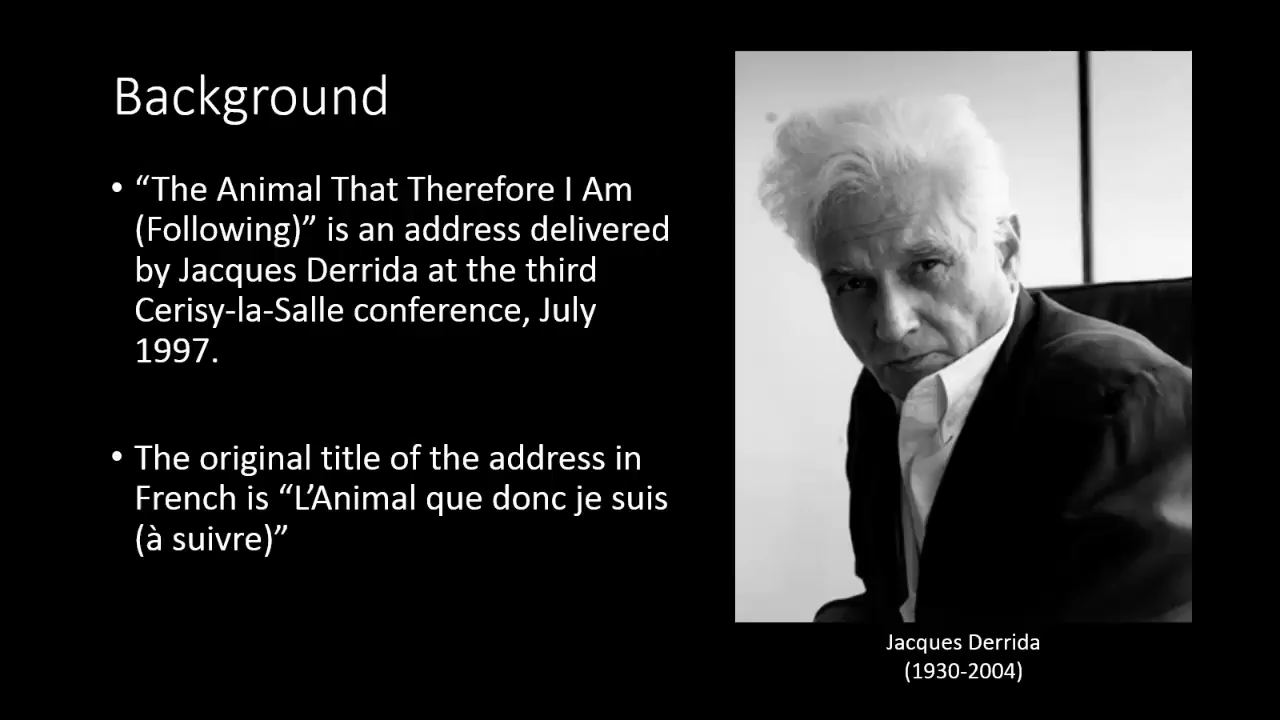 Background
• “The Animal That Therefore I Am
(Following)” is an address delivered
by Jacques Derrida at the third
Cerisy-la-Salle conference, July
1997.
• The original title of the address in
French is “L’Animal que donc je suis
(à suivre)”
Jacques Derrida
(1930-2004)